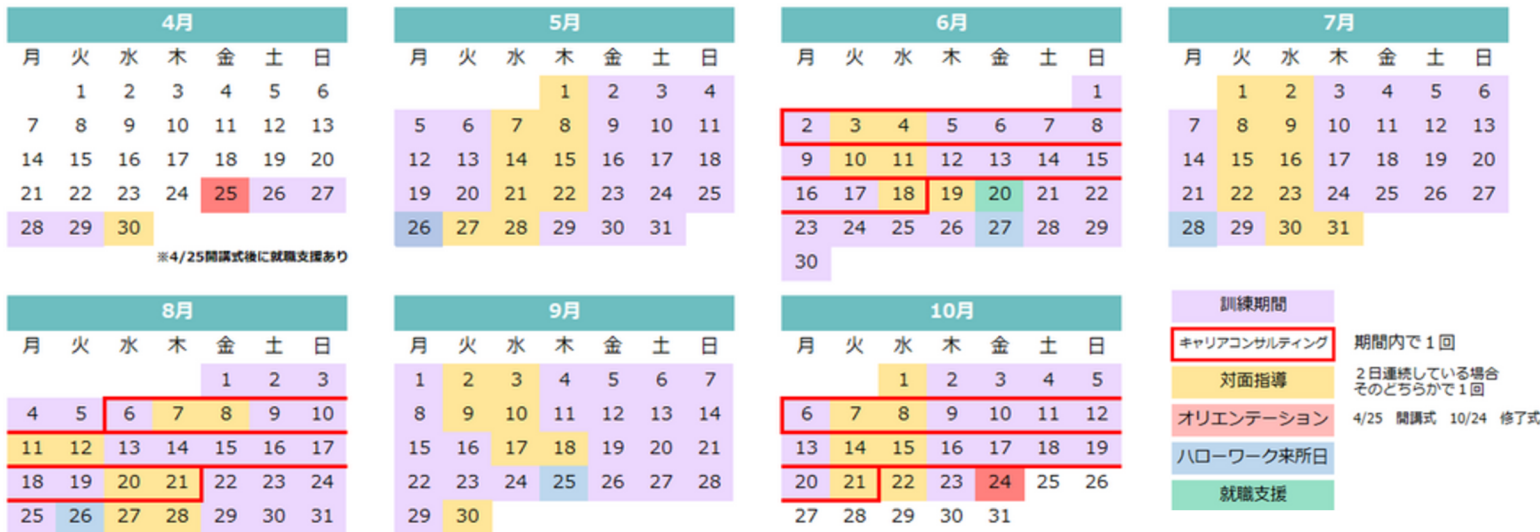 4月
月 火 水 木 金 土 日
1 2 3 4 5 6
7 8 9 10 11 12 13
14 15 16 17 18 19 20
21 22 23 24 25 26 27
28 29 30
※4/25開講式後に就職支援あり
5月
月 火 水 木 金 土 日
1 2 3 4
5 6 7 8 9 10 11
12 13 14 15 16 17 18
19 20 21 22 23 24 25
26 27 28 29 30 31
6月
月 火 水 木 金 土 日
1
2 3 4 5 6 7 8
9 10 11 12 13 14 15
16 17 18 19 20 21 22
23 24 25 26 27 28 29
30
7月
月 火 水 木 金 土 日
1 2 3 4 5 6
7 8 9 10 11 12 13
14 15 16 17 18 19 20
21 22 23 24 25 26 27
28 29 30 31
8月
月 火 水 木 金 土 日
1 2 3
4 5 6 7 8 9 10
11 12 13 14 15 16 17
18 19 20 21 22 23 24
25 26 27 28 29 30 31
9月
月 火 水 木 金 土 日
1 2 3 4 5 6 7
8 9 10 11 12 13 14
15 16 17 18 19 20 21
22 23 24 25 26 27 28
29 30
10月
月 火 水 木 金 土 日
1 2 3 4 5
6 7 8 9 10 11 12
13 14 15 16 17 18 19
20 21 22 23 24 25 26
27 28 29 30 31
訓練期間
キャリアコンサルティング 期間内で1回
対面指導 2日連続している場合
そのどちらかで1回
オリエンテーション 4/25 開講式 10/24 修了式
ハローワーク来所日
就職支援